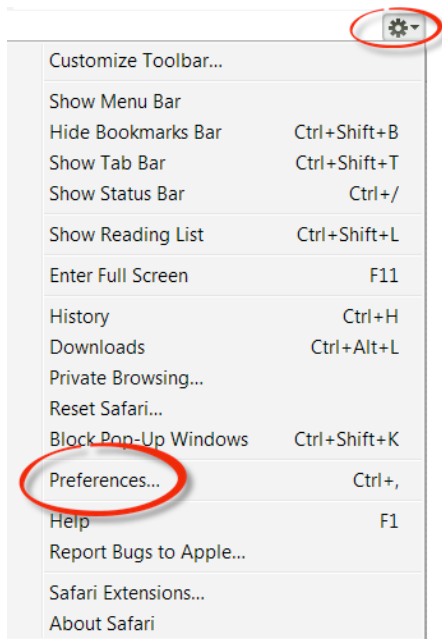 Customize Toolbar...
Show Menu Bar
Hide Bookmarks Bar Ctrl+Shift+B
Show Tab Bar Ctrl+Shift+T
Show Status Bar Ctrl+/
Show Reading List Ctrl+Shift+L
Enter Full Screen F11
History Ctrl+H
Downloads Ctrl+Alt+L
Private Browsing...
Reset Safari...
Block Pop-Up Windows Ctrl+Shift+K
Preferences... Ctrl+,
Help F1
Report Bugs to Apple...
Safari Extensions...
About Safari